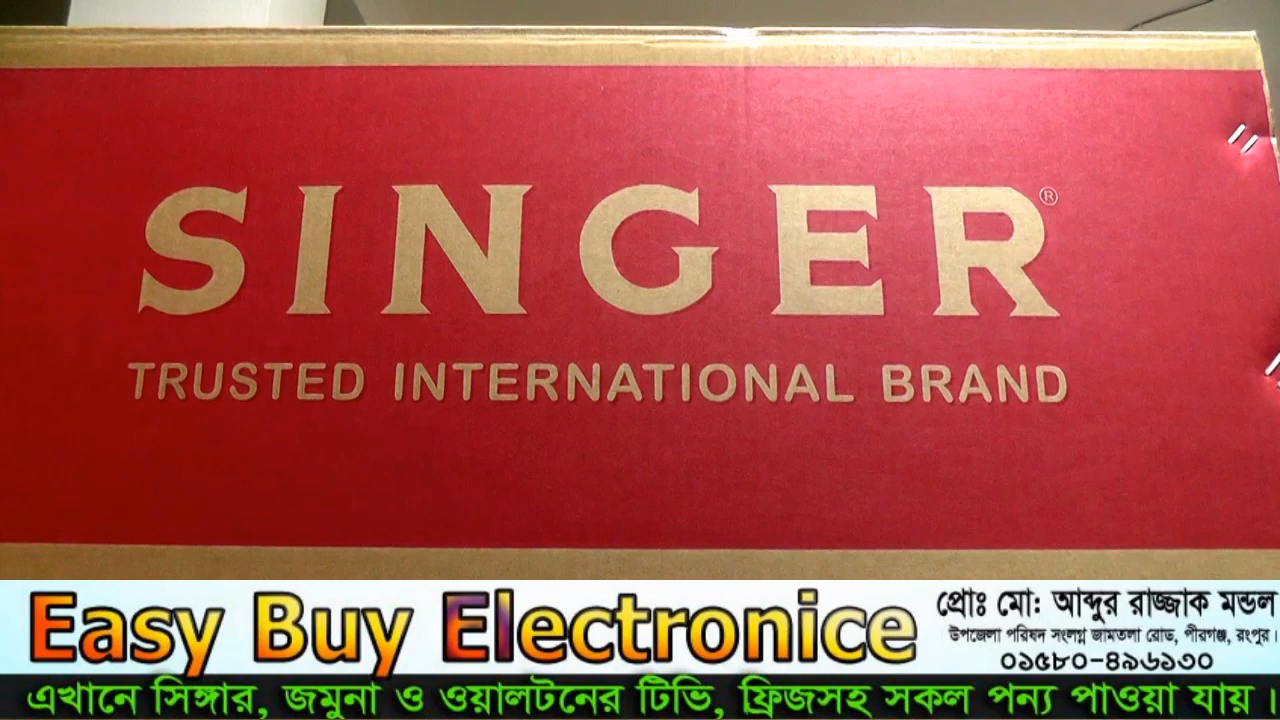 SINGER®
TRUSTED INTERNATIONAL BRAND
Easy Buy Electronice
প্রোঃ মো: আব্দুর রাজ্জাক মন্ডল
উপজেলা পরিষদ সংলগ্ন জামতলা রোড, পীরগঞ্জ, রংপুর।
০১৫৮০-৪৯৬১৩০
এখানে সিঙ্গার, জমুনা ও ওয়ালটনের টিভি, ফ্রিজসহ সকল পন্য পাওয়া যায়।